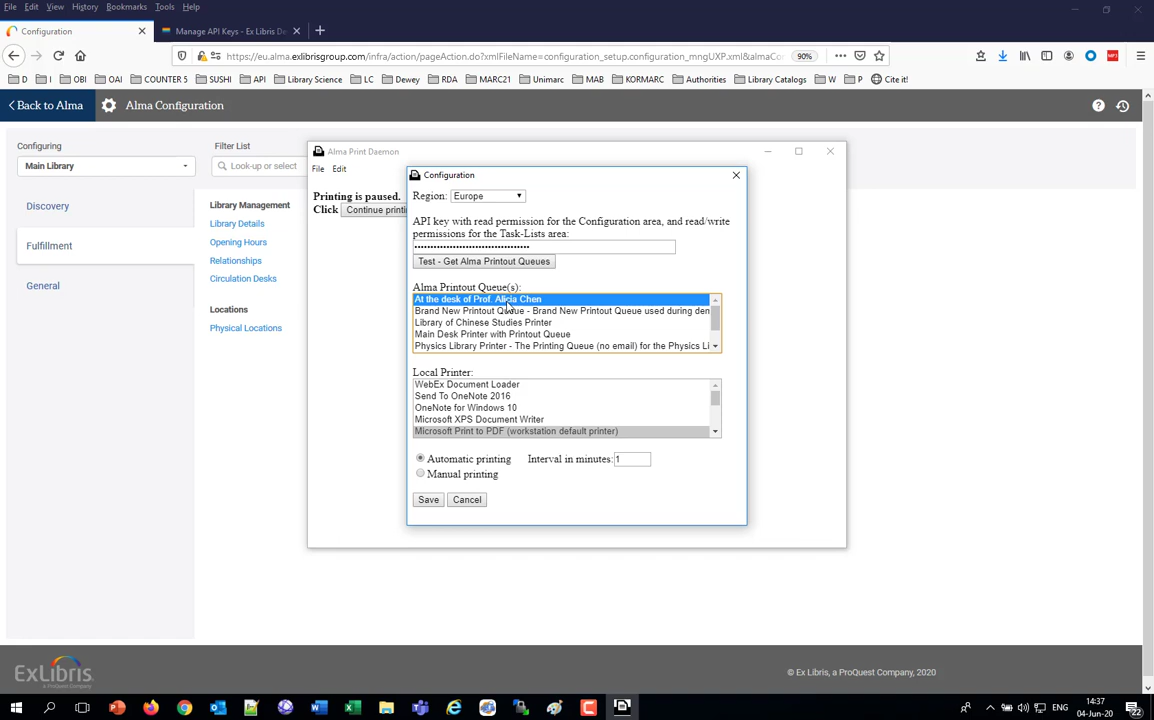 File Edit View History Bookmarks Tools Help
Configuration
Manage API Keys - Ex Libris De
https://eu.alma.exlibrisgroup.com/infra/action/pageAction.do?xmlFileName=configuration_setup.configuration_mngUXP.xml&almaCo
90%
D I OBI OAI COUNTER 5 SUSHI API Library Science LC Dewey RDA MARC21 Unimarc MAB KORMARC Authorities Library Catalogs W P Cite it!
Back to Alma
Alma Configuration
Configuring
Main Library
Filter List
Look-up or select
Discovery
Fulfillment
General
Library Management
Library Details
Opening Hours
Relationships
Circulation Desks
Locations
Physical Locations
Alma Print Daemon
File Edit
Printing is paused.
Click Continue printi
Configuration
Region: Europe
API key with read permission for the Configuration area, and read/write
permissions for the Task-Lists area:
Test - Get Alma Printout Queues
Alma Printout Queue(s):
At the desk of Prof. Alicia Chen
Brand New Printout Queue - Brand New Printout Queue used during den
Library of Chinese Studies Printer
Main Desk Printer with Printout Queue
Physics Library Printer - The Printing Queue (no email) for the Physics Li
Local Printer:
WebEx Document Loader
Send To OneNote 2016
OneNote for Windows 10
Microsoft XPS Document Writer
Microsoft Print to PDF (workstation default printer)
Automatic printing Interval in minutes: 1
Manual printing
Save Cancel
ExLibris
A ProQuest Company
© Ex Libris, a ProQuest Company, 2020
ENG
14:37
04-Jun-20
22